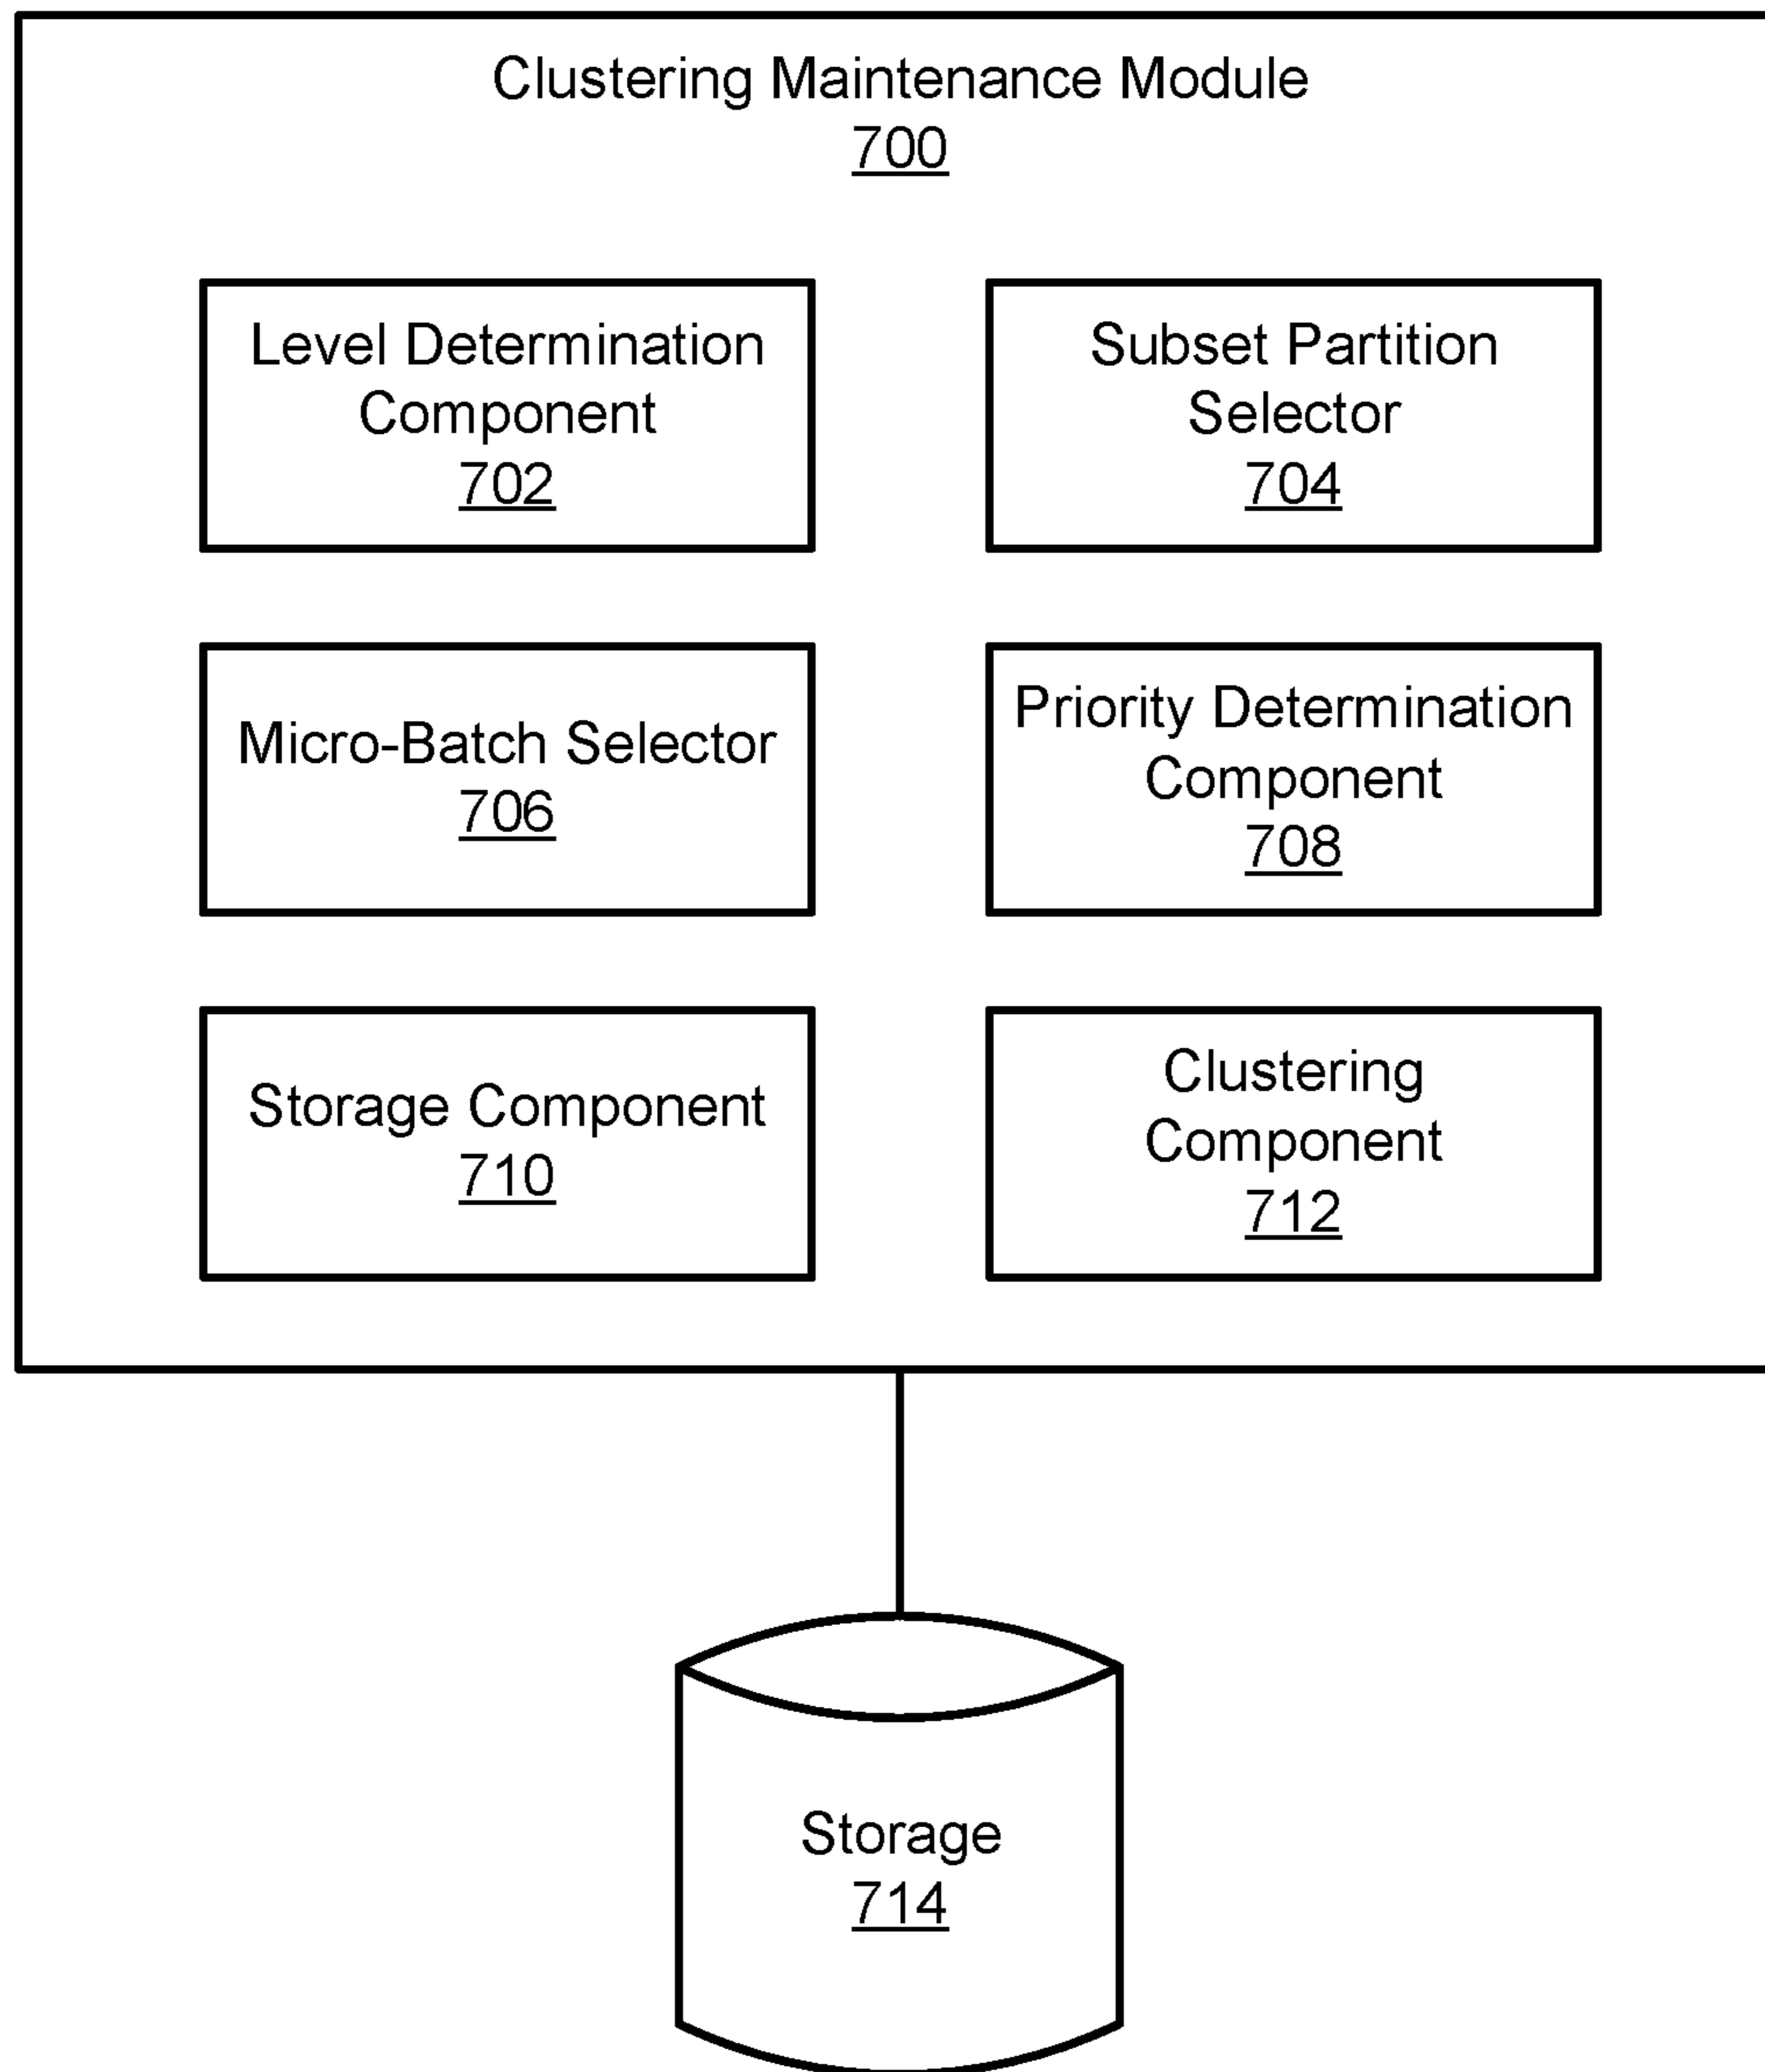 Clustering Maintenance Module
700
Level Determination
Component
702
Subset Partition
Selector
704
Micro-Batch Selector
706
Priority Determination
Component
708
Storage Component
710
Clustering
Component
712
Storage
714